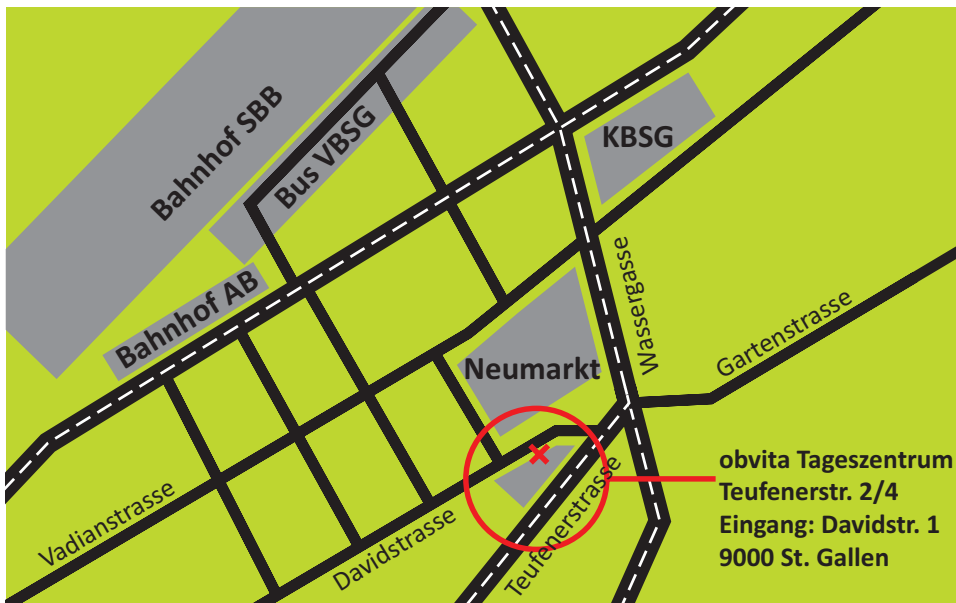 Bahnhof SBB
Bus VBSG
KBSG
Bahnhof AB
Wassergasse
Gartenstrasse
Neumarkt
Vadianstrasse
Davidstrasse
Teufenerstrasse
obvita Tageszentrum
Teufenerstr. 2/4
Eingang: Davidstr. 1
9000 St. Gallen